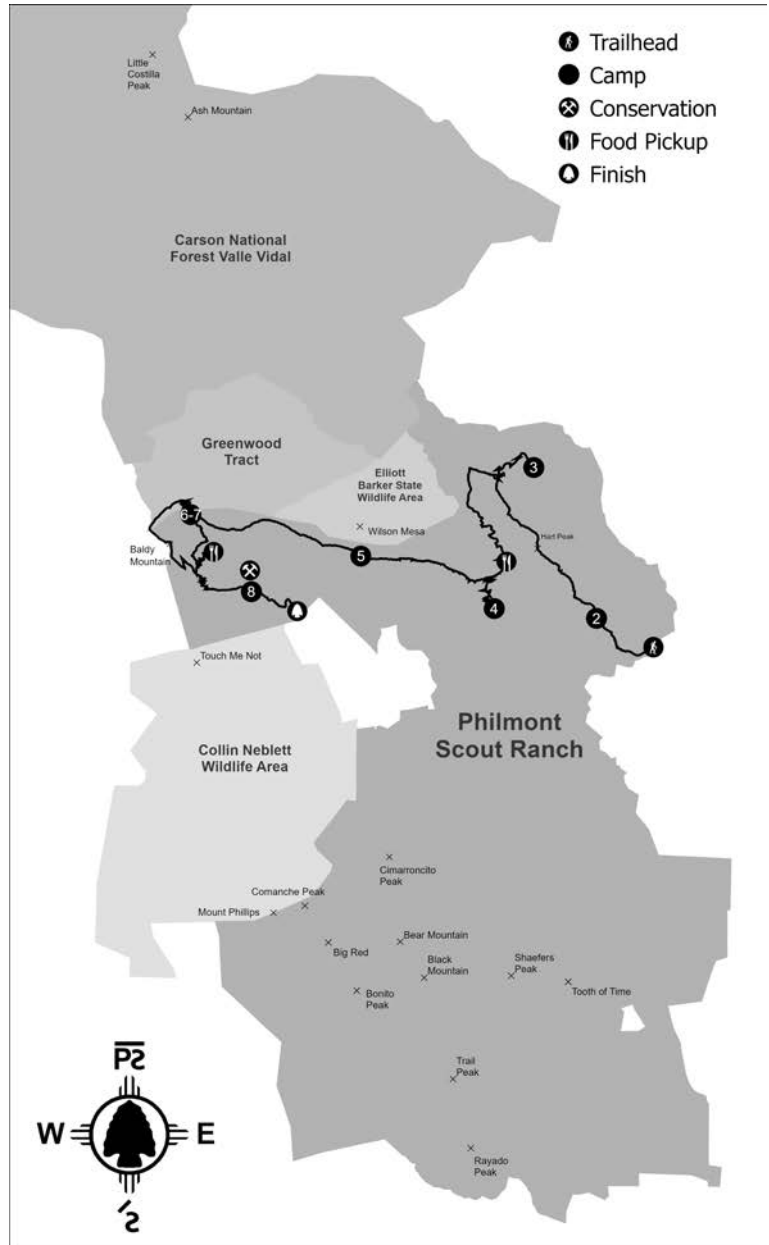 Little
Costilla
Peak
Ash Mountain
Trailhead
Camp
Conservation
Food Pickup
Finish
Carson National
Forest Valle Vidal
Greenwood
Tract
Elliott
Barker State
Wildlife Area
3
6-7
Wilson Mesa
Hart Peak
Baldy
Mountain
5
8
4
2
Touch Me Not
Philmont
Scout Ranch
Collin Neblett
Wildlife Area
Cimarroncito
Peak
Comanche Peak
Mount Phillips
Big Red
Bear Mountain
Black
Mountain
Shaefers
Peak
Tooth of Time
Bonito
Peak
Trail
Peak
Rayado
Peak
W
E